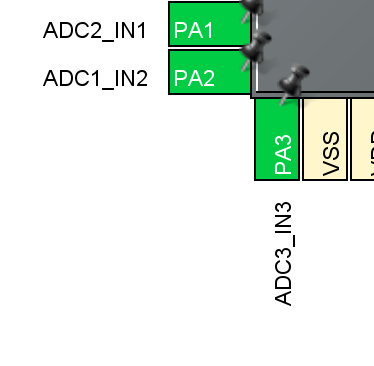 ADC2_IN1 PA1
ADC1_IN2 PA2
PA3
VSS
ADC3_IN3